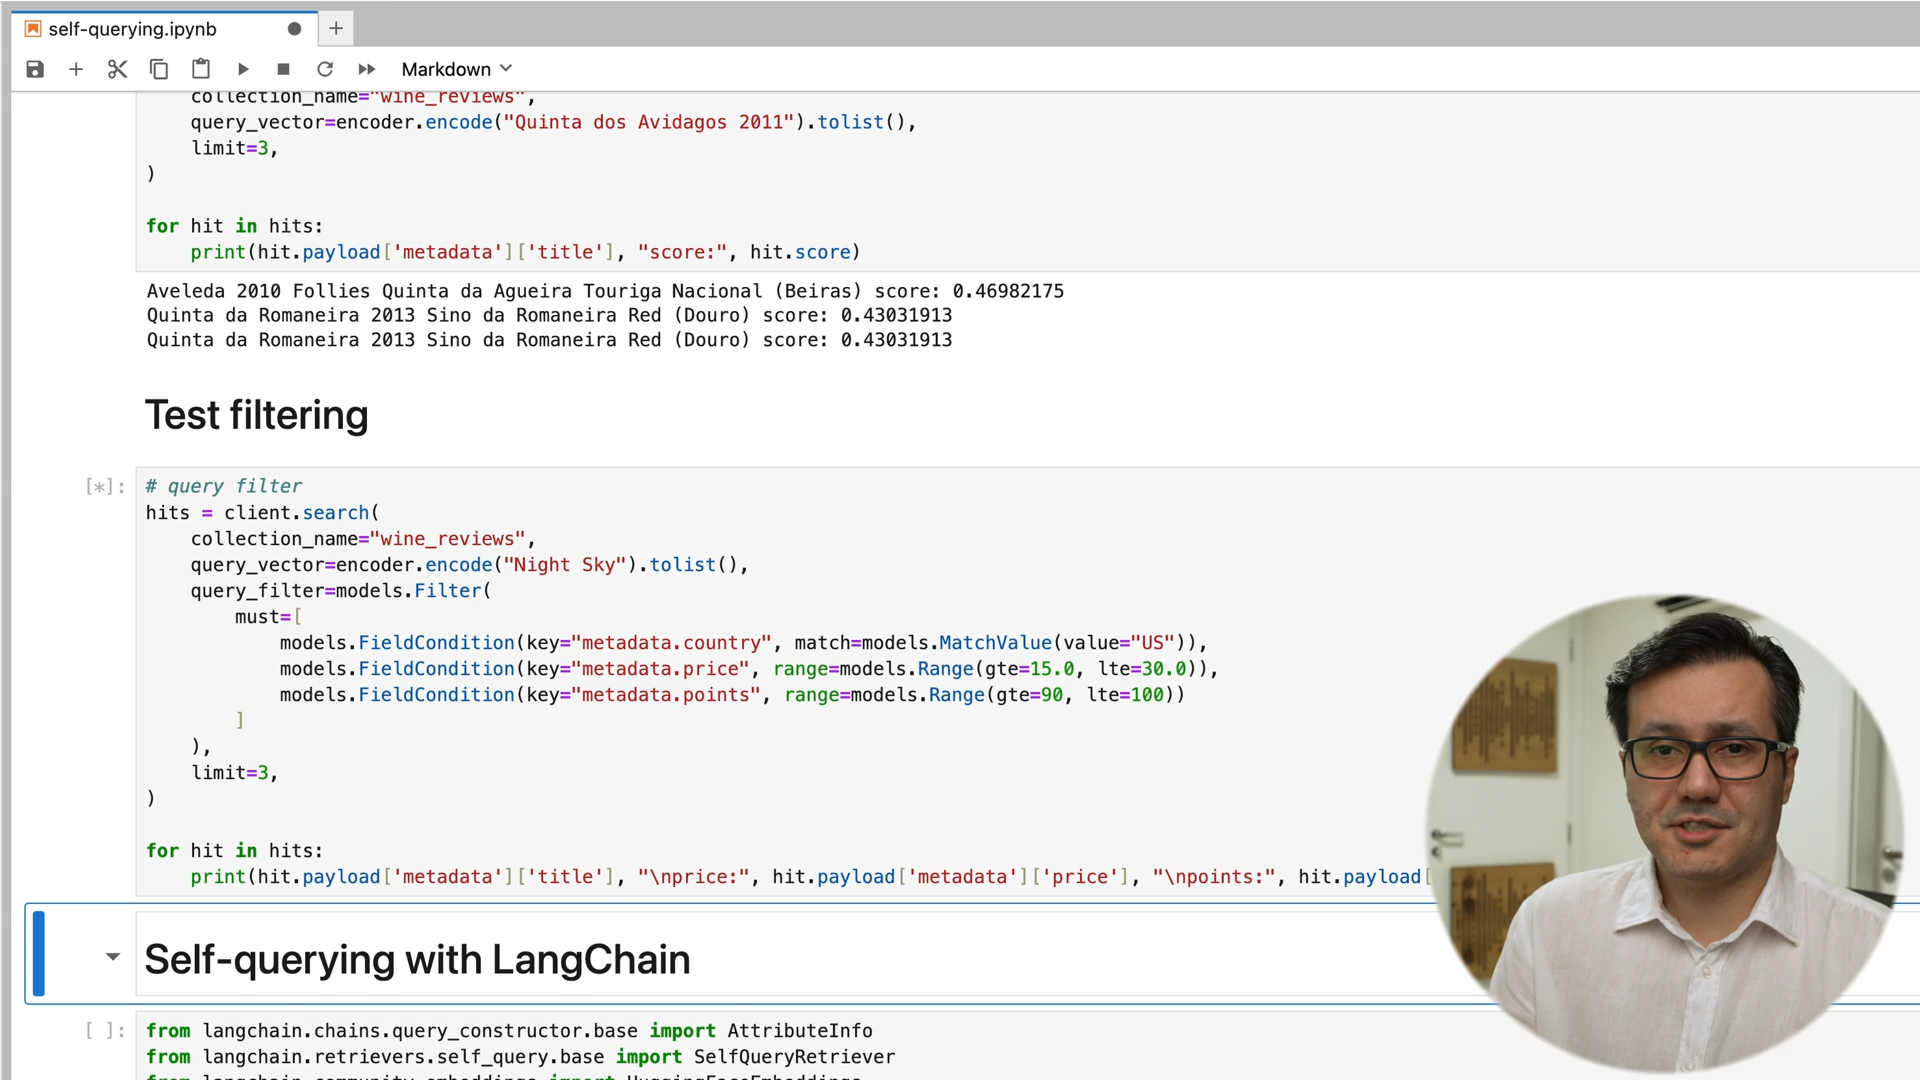 self-querying.ipynb
Markdown
collection_name="wine_reviews",
query_vector=encoder.encode("Quinta dos Avidagos 2011").tolist(),
limit=3,
)
for hit in hits:
print(hit.payload['metadata']['title'], "score:", hit.score)
Aveleda 2010 Follies Quinta da Agueira Touriga Nacional (Beiras) score: 0.46982175
Quinta da Romaneira 2013 Sino da Romaneira Red (Douro) score: 0.43031913
Quinta da Romaneira 2013 Sino da Romaneira Red (Douro) score: 0.43031913
Test filtering
[*]: # query filter
hits = client.search(
collection_name="wine_reviews",
query_vector=encoder.encode("Night Sky").tolist(),
query_filter=models.Filter(
must=[
models.FieldCondition(key="metadata.country", match=models.MatchValue(value="US")),
models.FieldCondition(key="metadata.price", range=models.Range(gte=15.0, lte=30.0)),
models.FieldCondition(key="metadata.points", range=models.Range(gte=90, lte=100))
]
),
limit=3,
)
for hit in hits:
print(hit.payload['metadata']['title'], "\nprice:", hit.payload['metadata']['price'], "\npoints:", hit.payload[
Self-querying with LangChain
[ ]: from langchain.chains.query_constructor.base import AttributeInfo
from langchain.retrievers.self_query.base import SelfQueryRetriever
from langchain_community.embeddings import HuggingFaceEmbeddings